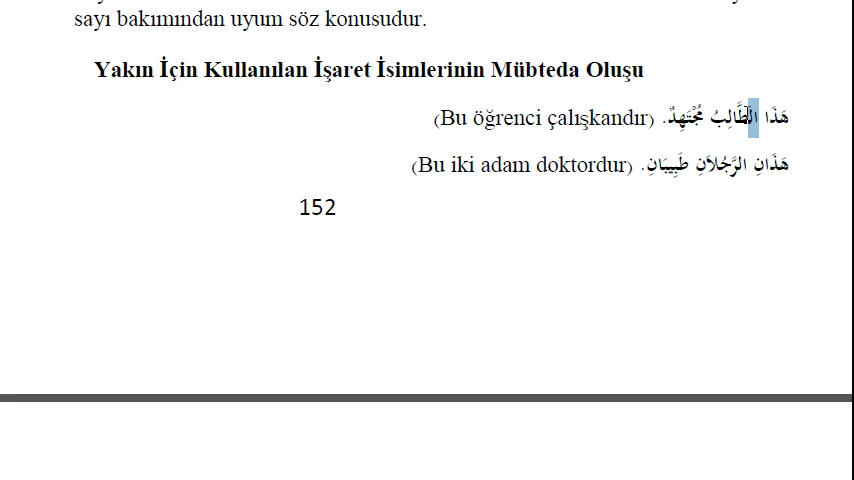 sayı bakımından uyum söz konusudur.
Yakın İçin Kullanılan İşaret İsimlerinin Mübteda Oluşu
هَذَا الطَّالِبُ مُجْتَهِدٌ. (Bu öğrenci çalışkandır)
هَذَانِ الرَّجُلاَنِ طَبِيبَانِ. (Bu iki adam doktordur)
152